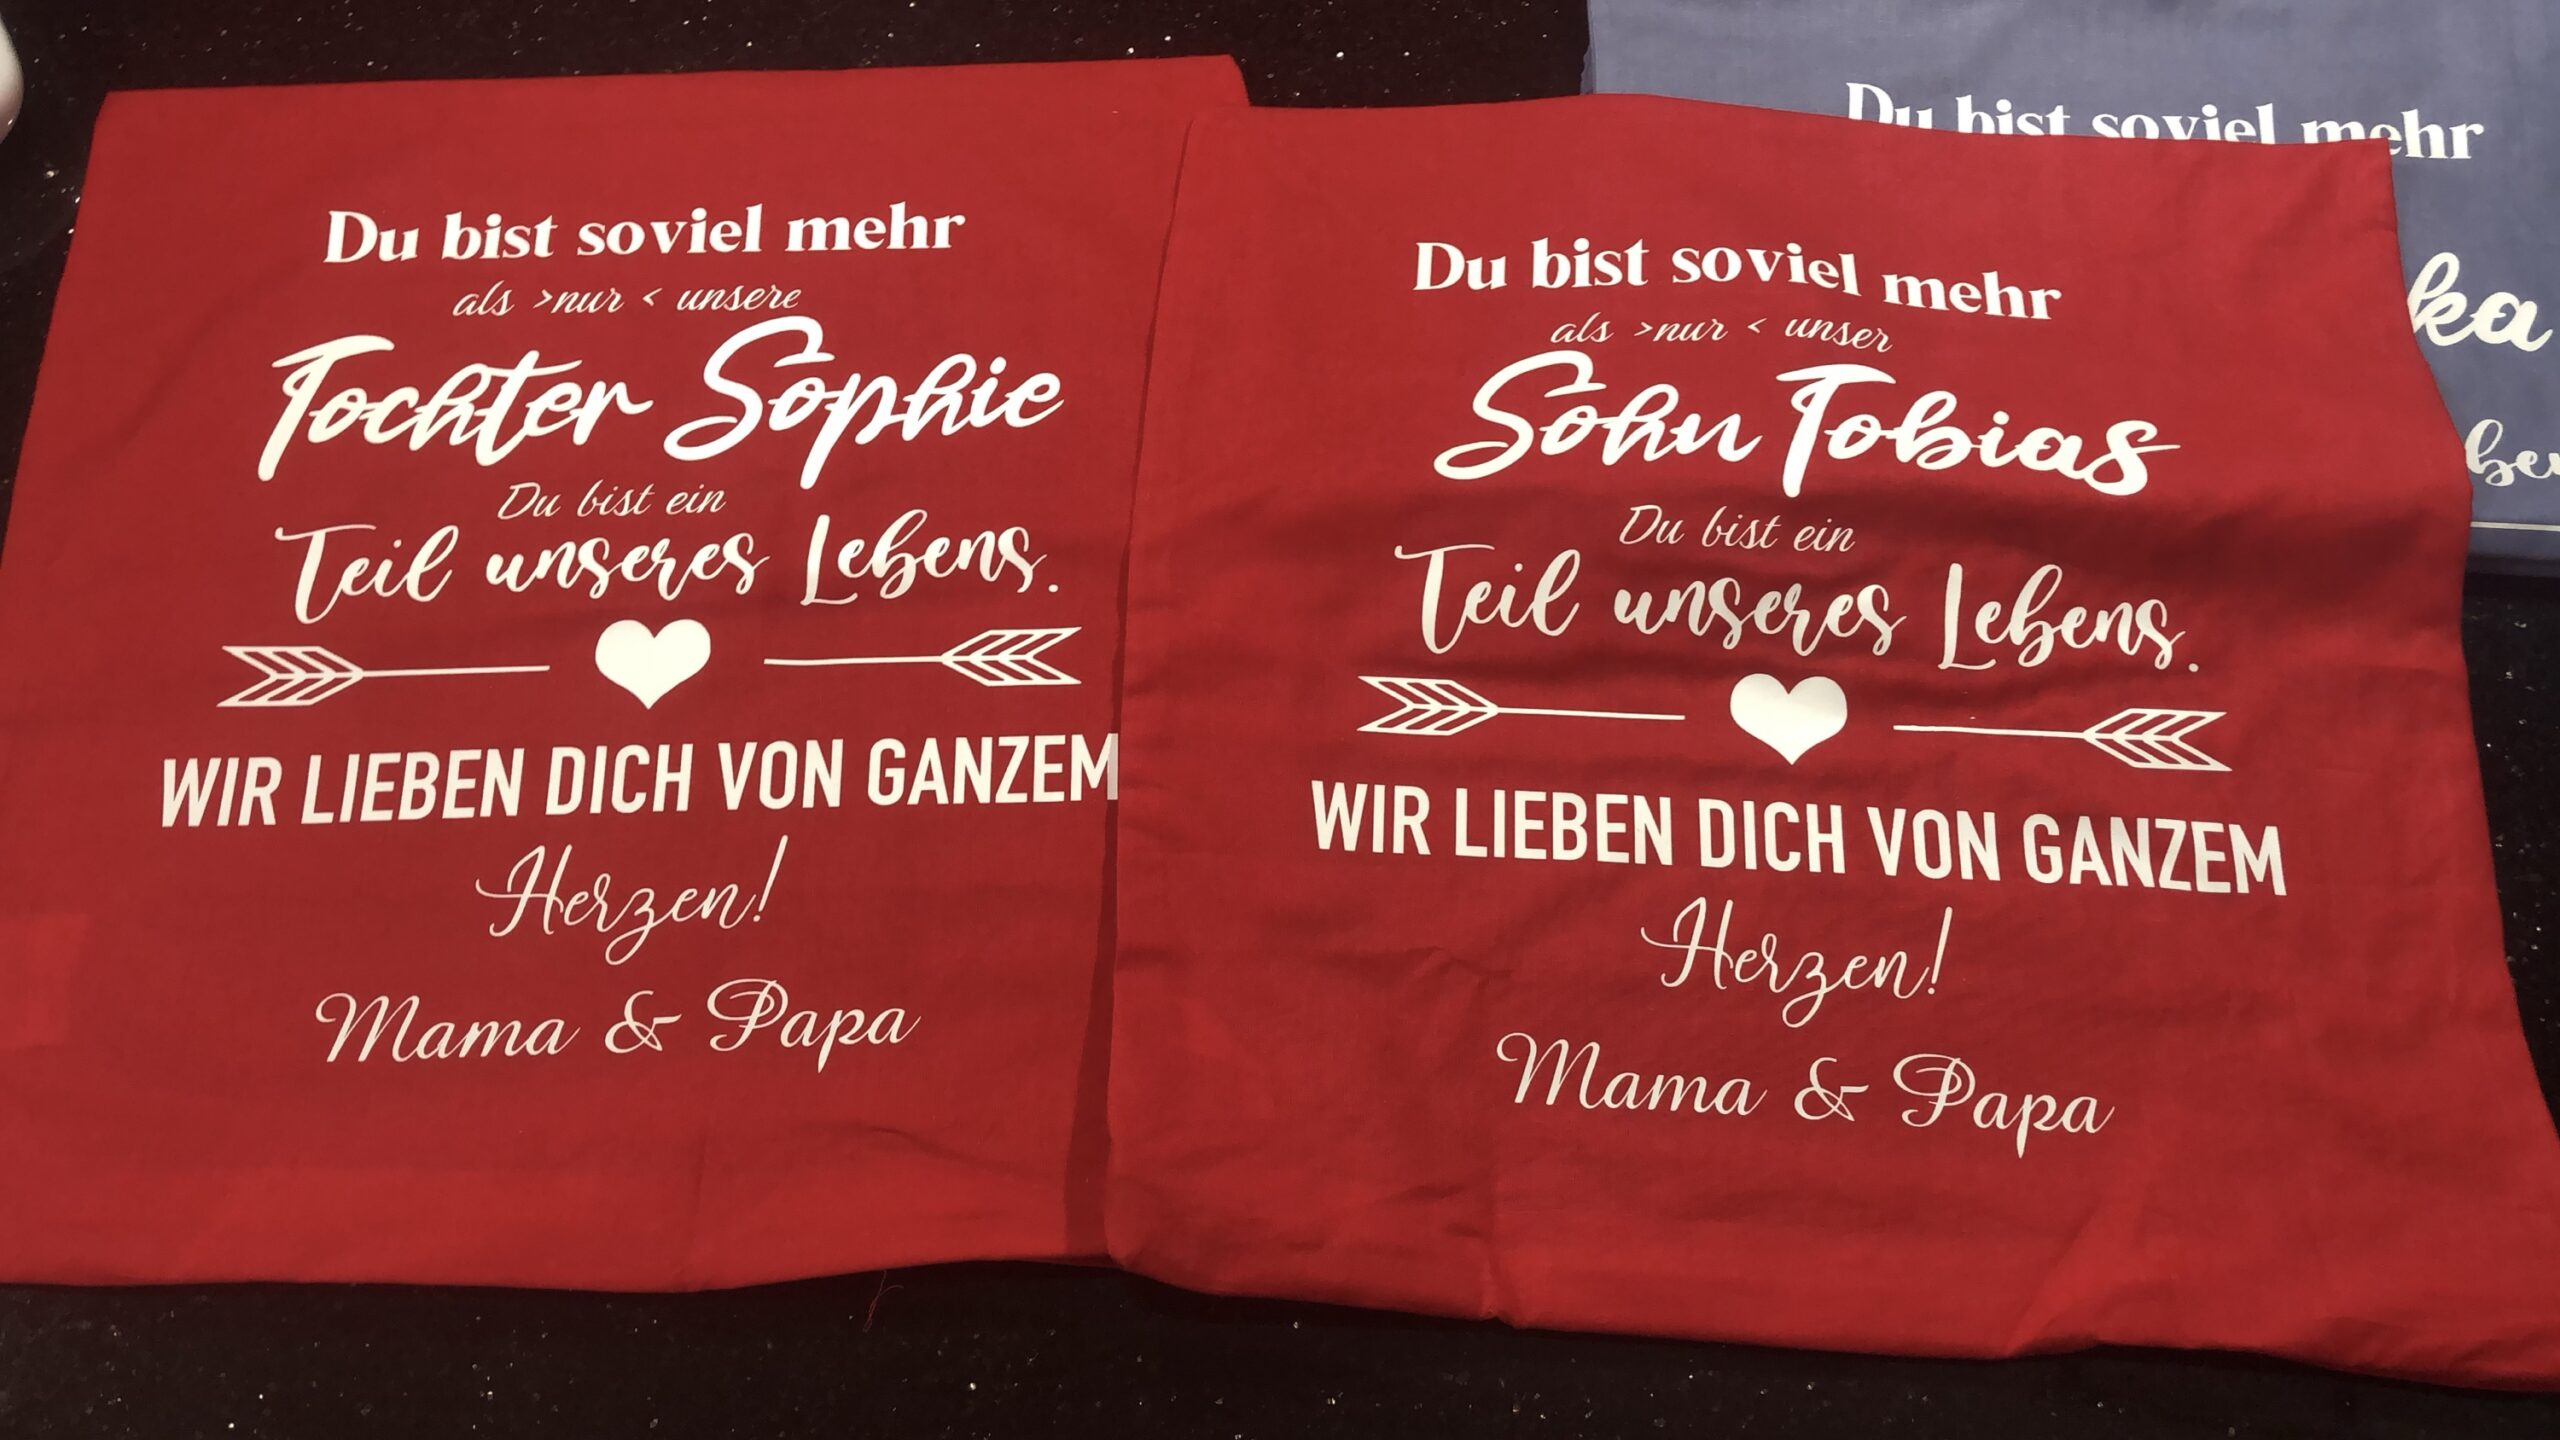 Du bist soviel mehr
als >nur < unsere
Tochter Sophie
Du bist ein
Teil unseres Lebens.
WIR LIEBEN DICH VON GANZEM
Herzen!
Mama & Papa
Du bist soviel mehr
als >nur < unser
Sohn Tobias
Du bist ein
Teil unseres Lebens.
WIR LIEBEN DICH VON GANZEM
Herzen!
Mama & Papa
Du bist soviel mehr